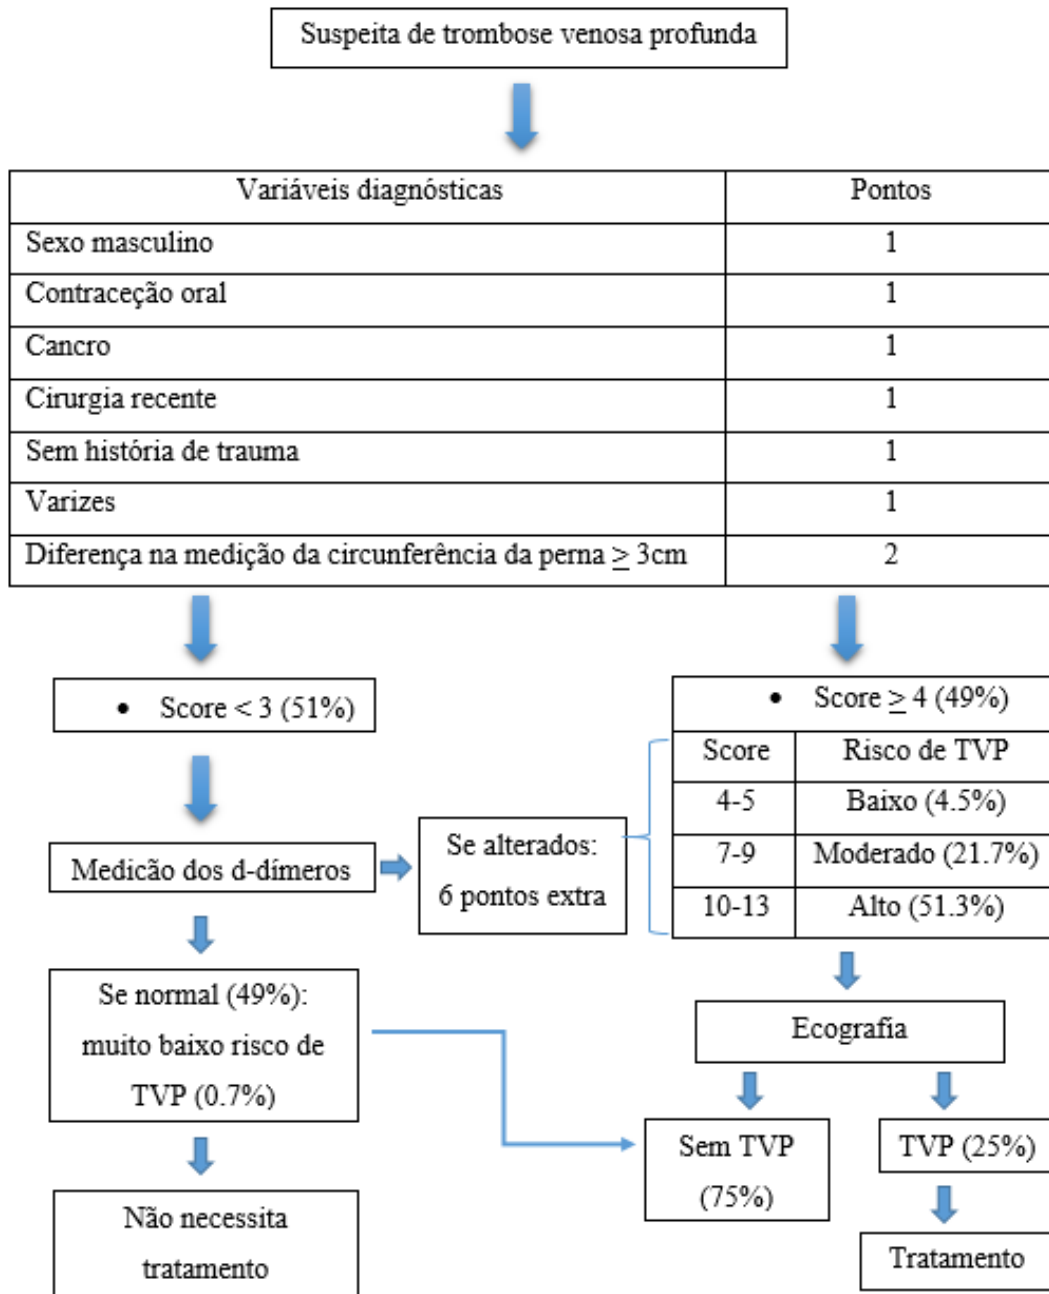 Suspeita de trombose venosa profunda
Variáveis diagnósticas Pontos
Sexo masculino 1
Contraceção oral 1
Cancro 1
Cirurgia recente 1
Sem história de trauma 1
Varizes 1
Diferença na medição da circunferência da perna ≥ 3cm 2
• Score < 3 (51%)
• Score ≥ 4 (49%)
Score Risco de TVP
4-5 Baixo (4.5%)
7-9 Moderado (21.7%)
10-13 Alto (51.3%)
Medicão dos d-dímeros
Se alterados:
6 pontos extra
Se normal (49%):
muito baixo risco de
TVP (0.7%)
Ecografia
Sem TVP
(75%)
TVP (25%)
Não necessita
tratamento
Tratamento